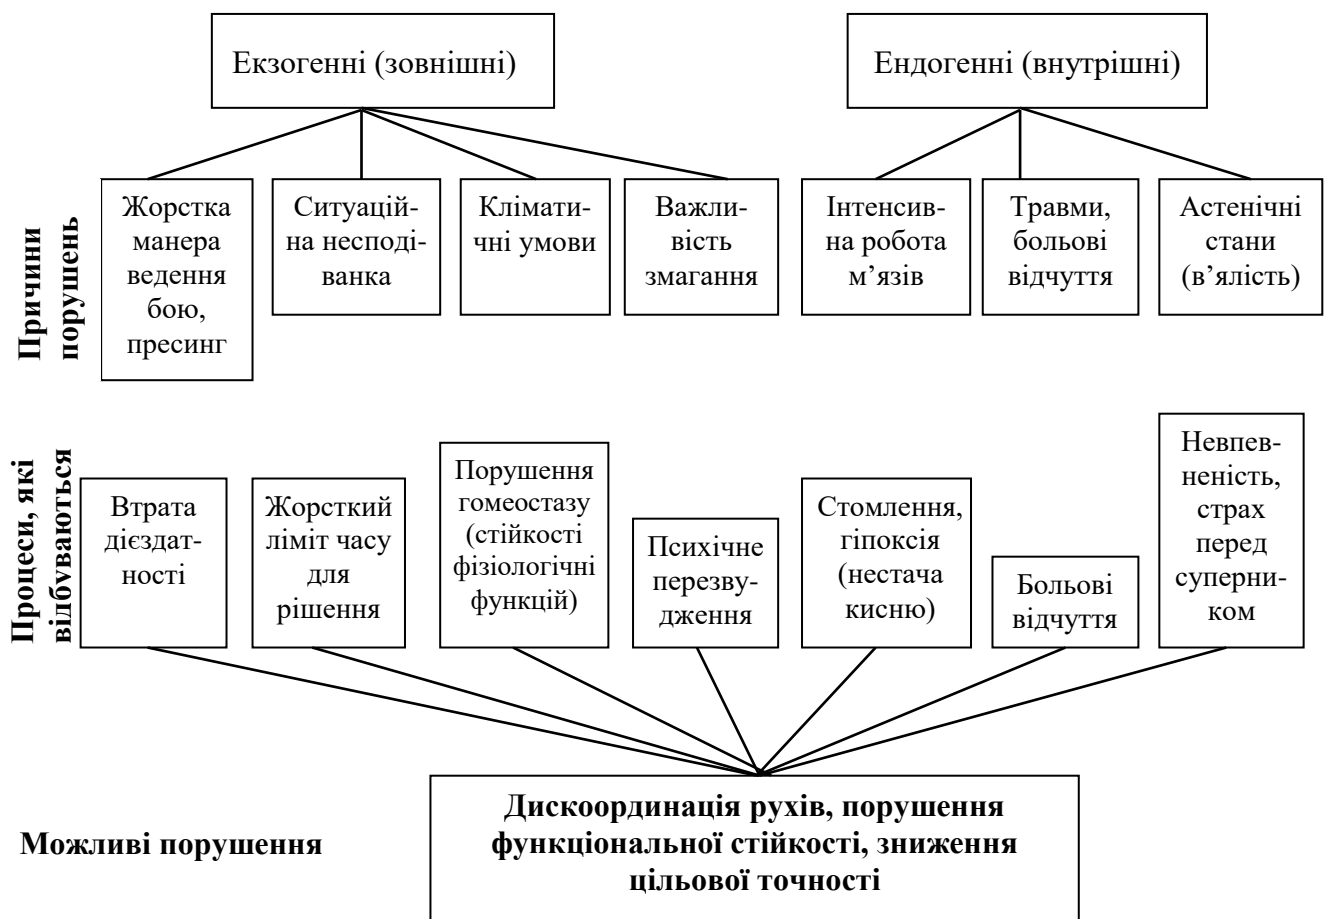 Екзогенні (зовнішні)
Ендогенні (внутрішні)
Причини
порушень
Жорстка
манера
ведення
бою,
пресинг
Ситуацій-
на несподі-
ванка
Клімати-
чні умови
Важли-
вість
змагання
Інтенсив-
на робота
м’язів
Травми,
больові
відчуття
Астенічні
стани
(в’ялість)
Процеси, які
відбуваються
Втрата
дієздат-
ності
Жорсткий
ліміт часу
для
рішення
Порушення
гомеостазу
(стійкості
фізіологічні
функцій)
Психічне
перезву-
дження
Стомлення,
гіпоксія
(нестача
кисню)
Больові
відчуття
Невпев-
неність,
страх
перед
суперни-
ком
Можливі порушення
Дискоординація рухів, порушення
функціональної стійкості, зниження
цільової точності